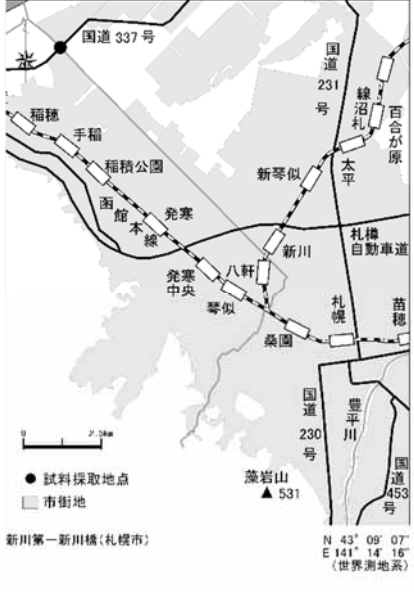 国道337号
国道
231
号
札沼線
百合が原
稲穂
手稲
稲積公園
太平
新琴似
函館本線
発寒
札樽
自動車道
新川
八軒
発寒
中央
琴似
札幌
苗穂
桑園
国道
230
号
豊平川
国道
453
号
0 2.5km
藻岩山
▲ 531
● 試料採取地点
市街地
新川第一新川橋(札幌市)
N 43° 09′ 07″
E 141° 14′ 16″
(世界測地系)